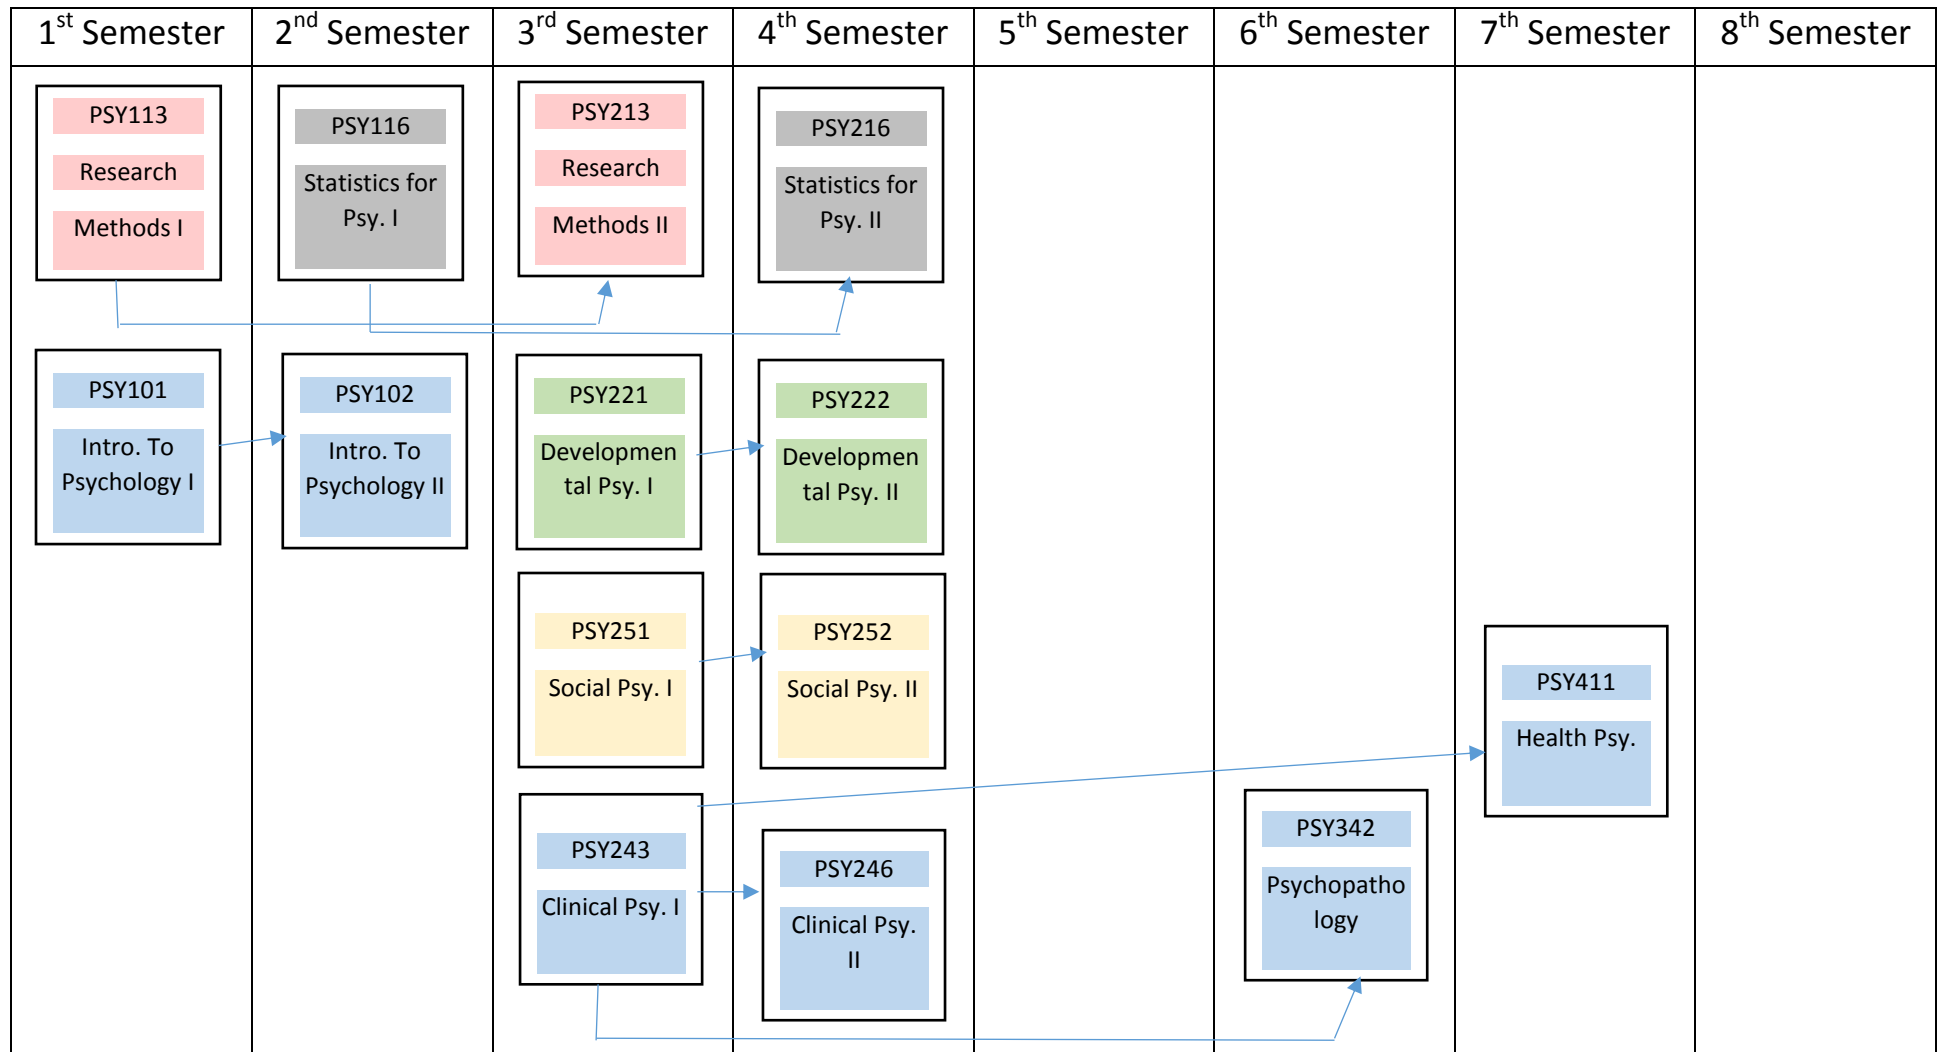 1st Semester
2nd Semester
3rd Semester
4th Semester
5th Semester
6th Semester
7th Semester
8th Semester
PSY113
Research
Methods I
PSY116
Statistics for
Psy. I
PSY213
Research
Methods II
PSY216
Statistics for
Psy. II
PSY101
Intro. To
Psychology I
PSY102
Intro. To
Psychology II
PSY221
Developmen
tal Psy. I
PSY222
Developmen
tal Psy. II
PSY251
Social Psy. I
PSY252
Social Psy. II
PSY411
Health Psy.
PSY243
Clinical Psy. I
PSY246
Clinical Psy.
II
PSY342
Psychopatho
logy